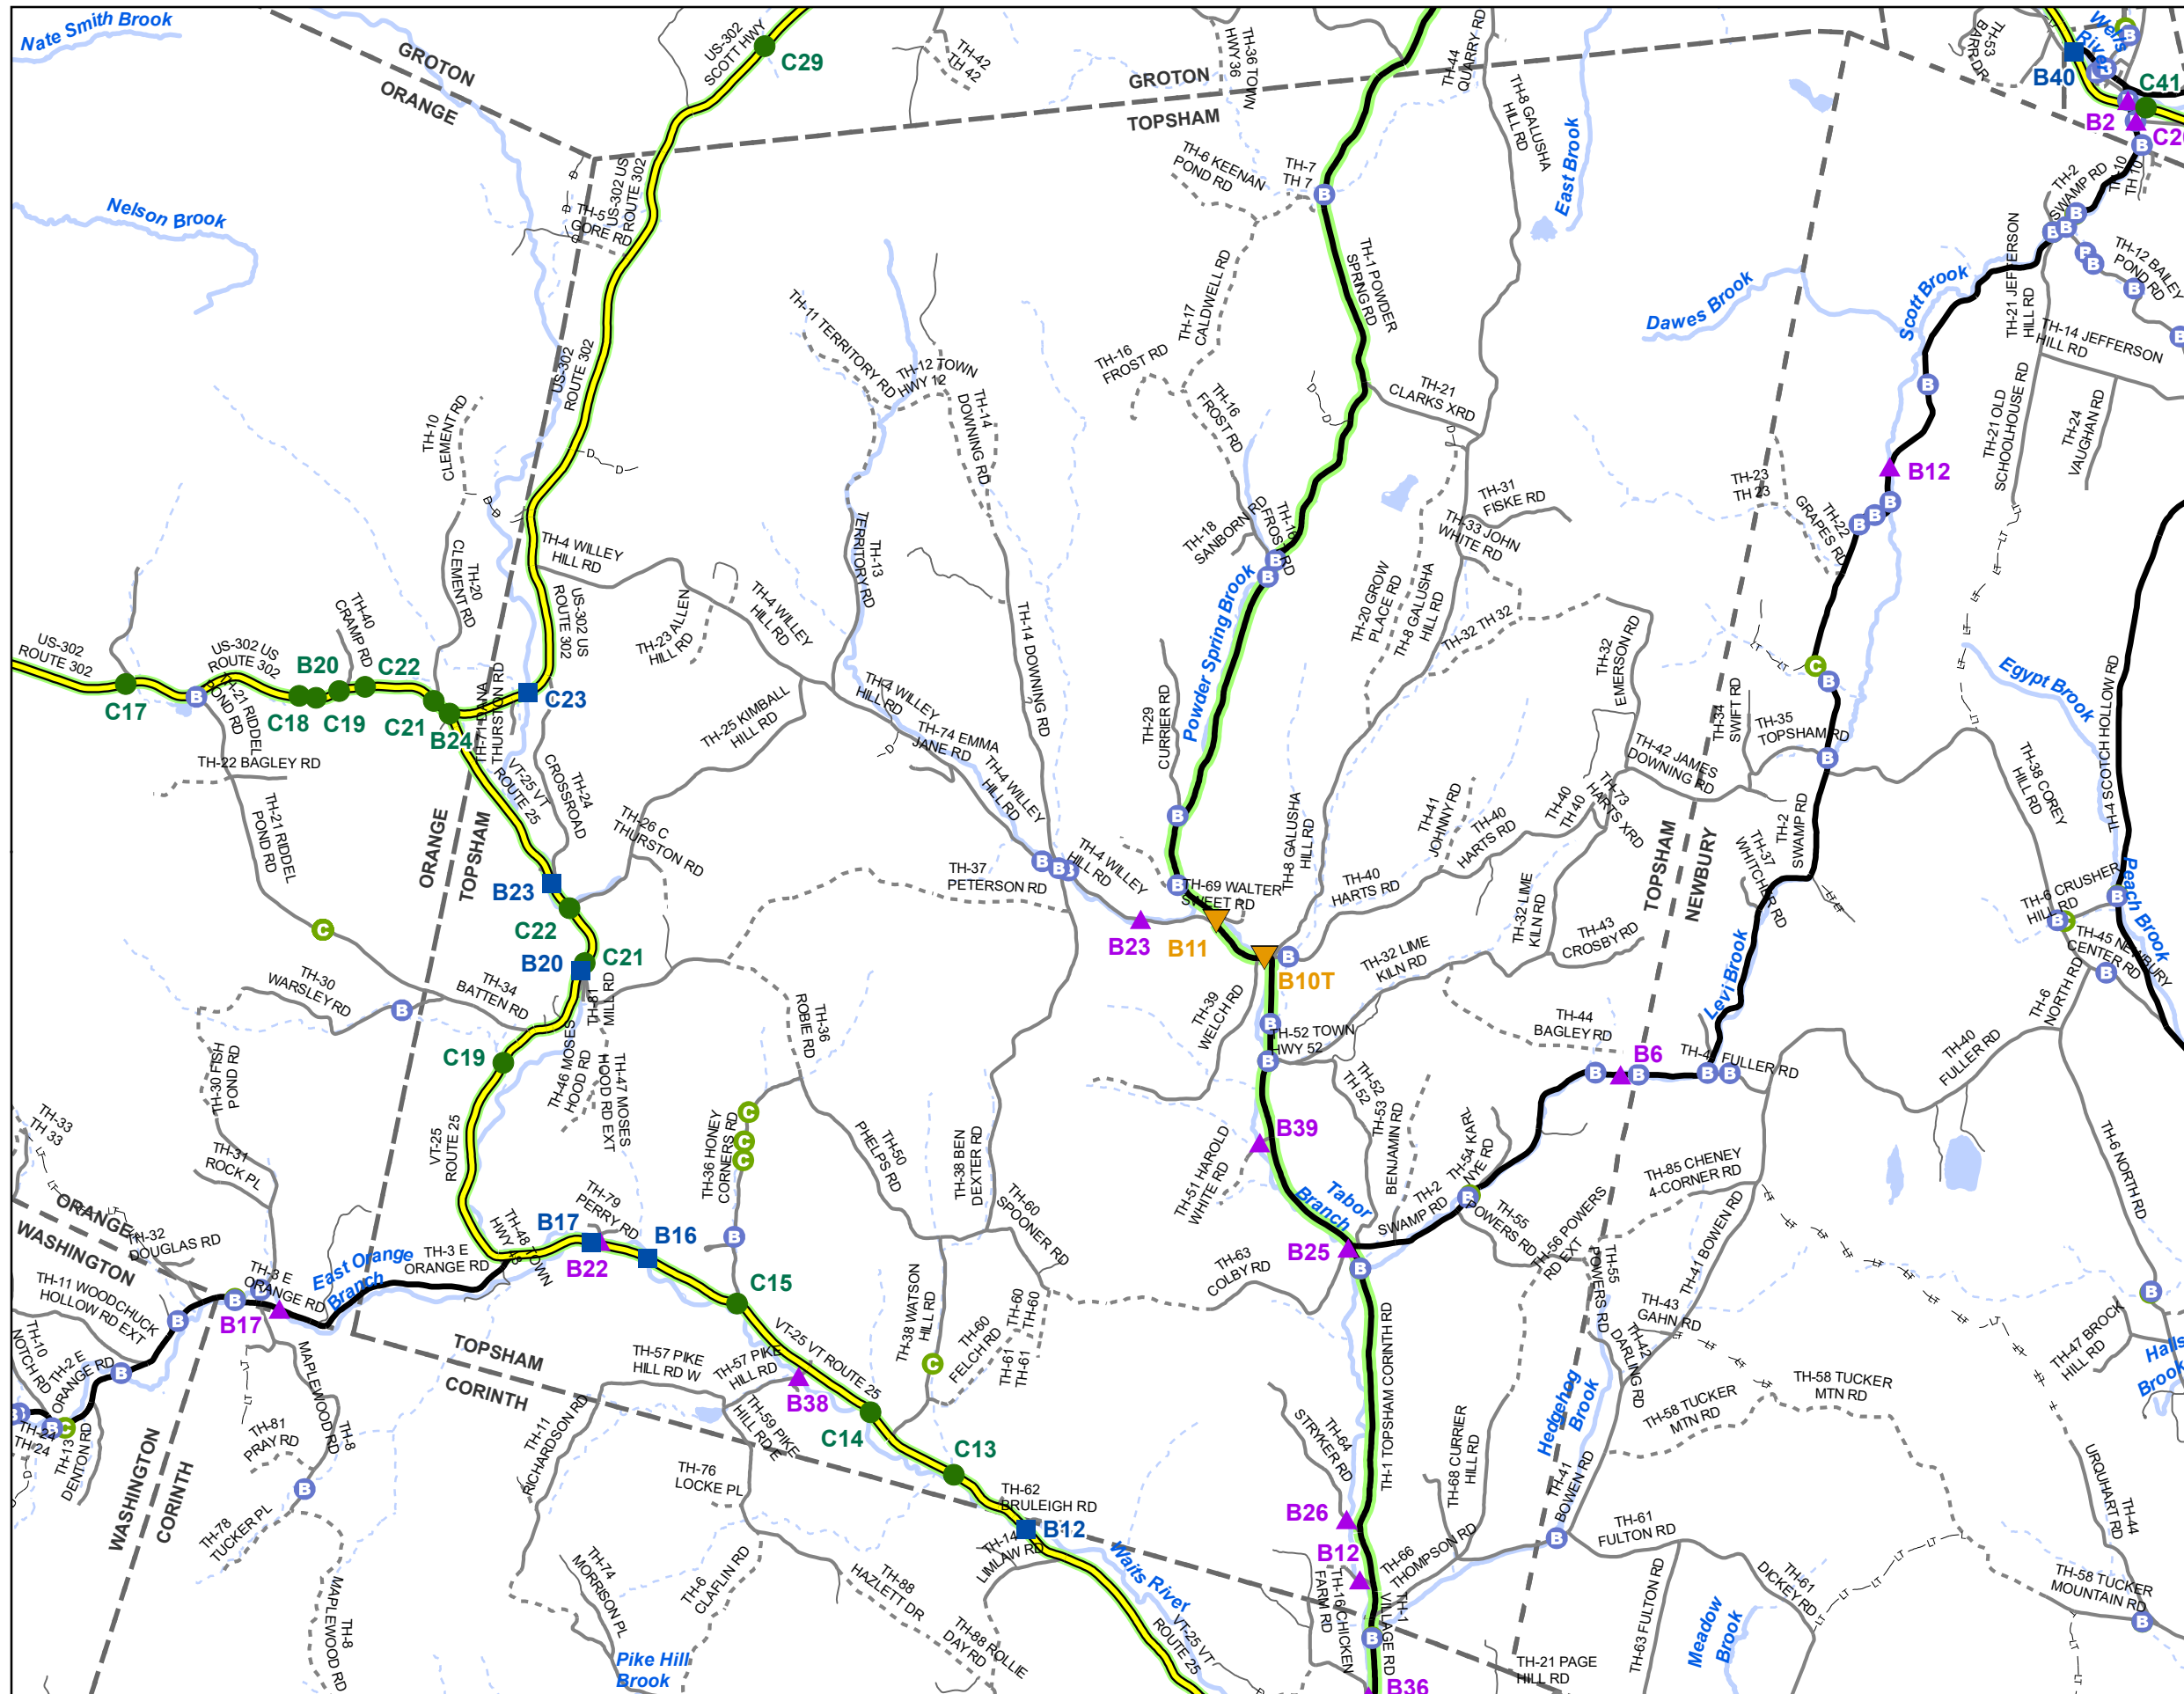 Nate Smith Brook
GROTON
ORANGE
US-302
SCOTT HWY
C29
TH-42
TH 42
GROTON
TOPSHAM
TH-36 TOWN
HWY 36
TH-44
QUARRY RD
TH-8 GALUSHA
HILL RD
East Brook
TH-53
BARR DR
Wells
River
B40
C41
B2
TH-10
TH 10
TH-2
SWAMP RD
TH-12 BAILEY
POND RD
Nelson Brook
TH-5
GORE RD
US-302 US
ROUTE 302
TH-6 KEENAN
POND RD
TH-7
TH 7
TH-1 POWDER
SPRING RD
TH-17
CALDWELL RD
TH-16
FROST RD
TH-16
FROST RD
TH-21
CLARKS XRD
Dawes Brook
Scott Brook
TH-21 JEFFERSON
HILL RD
TH-14 JEFFERSON
HILL RD
TH-21 OLD
SCHOOLHOUSE RD
TH-24
VAUGHAN RD
B12
US-302
ROUTE 302
TH-11 TERRITORY RD
TH-12 TOWN
HWY 12
TH-14
DOWNING RD
TH-10
CLEMENT RD
TH-20
CLEMENT RD
TH-4 WILLEY
HILL RD
US-302 US
ROUTE 302
TH-23 ALLEN
HILL RD
TH-4 WILLEY
HILL RD
TH-13
TERRITORY RD
TH-14 DOWNING RD
TH-18
SANBORN RD
TH-16
FROST RD
Powder Spring Brook
TH-31
FISKE RD
TH-33 JOHN
WHITE RD
TH-20 GROW
PLACE RD
TH-8 GALUSHA
HILL RD
TH-32 TH 32
TH-32
EMERSON RD
TH-23
TH 23
TH-22
GRAPES RD
US-302
ROUTE 302
C17
US-302 US
ROUTE 302
TH-40
CRAMP RD
B20
C22
C18
C19
C21
B24
C23
TH-21 RIDDEL
POND RD
TH-22 BAGLEY RD
TH-21 RIDDEL
POND RD
TH-71 DANA
THURSTON RD
VT-25 VT
ROUTE 25
TH-24
CROSSROAD
TH-25 KIMBALL
HILL RD
TH-26 C
THURSTON RD
TH-4 WILLEY
HILL RD
TH-74 EMMA
JANE RD
TH-4 WILLEY
HILL RD
TH-29
CURRIER RD
TH-34
SWIFT RD
TH-35
TOPSHAM RD
TH-42 JAMES
DOWNING RD
Egypt Brook
TH-4 SCOTCH HOLLOW RD
TH-38 COREY
HILL RD
ORANGE
TOPSHAM
B23
C22
B20
C21
TH-37
PETERSON RD
TH-4 WILLEY
HILL RD
TH-69 WALTER
SWEET RD
B23
B11
B10T
TH-8 GALUSHA
HILL RD
TH-40
HARTS RD
TH-41
JOHNNY RD
TH-40
HARTS RD
TH-40
TH 40
TH-73
HARTS XRD
TH-32 LIME
KILN RD
TH-43
CROSBY RD
TH-32 LIME
KILN RD
TOPSHAM
NEWBURY
TH-37
WHITCHER RD
TH-2
SWAMP RD
TH-6 CRUSHER
HILL RD
TH-45 NEWBURY
CENTER RD
Peach Brook
TH-30
WARSLEY RD
TH-34
BATTEN RD
C19
TH-81
MILL RD
TH-46 MOSES
HOOD RD
TH-47 MOSES
HOOD RD EXT
TH-36
ROBIE RD
TH-39
WELCH RD
TH-52 TOWN
HWY 52
TH-52
TH 52
TH-44
BAGLEY RD
B6
Levi Brook
FULLER RD
TH-40
FULLER RD
TH-6
NORTH RD
TH-30 FISH
POND RD
TH-33
TH 33
TH-31
ROCK PL
VT-25
ROUTE 25
TH-36 HONEY
CORNERS RD
TH-50
PHELPS RD
TH-38 BEN
DEXTER RD
TH-60
SPOONER RD
B39
TH-51 HAROLD
WHITE RD
TH-53
BENJAMIN RD
TH-54 KARL
NYE RD
Tabor
Branch
B25
TH-2
SWAMP RD
TH-55
POWERS RD
TH-56 POWERS
RD EXT
TH-55
POWERS RD
TH-85 CHENEY
4-CORNER RD
TH-41 BOWEN RD
TH-6 NORTH RD
ORANGE
WASHINGTON
TH-32
DOUGLAS RD
TH-11 WOODCHUCK
HOLLOW RD EXT
TH-3 E
ORANGE RD
B17
East Orange
Branch
TH-3 E
ORANGE RD
TH-48 TOWN
HWY 48
TH-79
PERRY RD
B17
B22
B16
C15
TH-63
COLBY RD
TH-10
NOTCH RD
TH-2 E
ORANGE RD
TH-24
TH-24
TH-13
DENTON RD
TH-81
PRAY RD
TH-8
MAPLEWOOD RD
TOPSHAM
CORINTH
TH-57 PIKE
HILL RD W
TH-57 PIKE
HILL RD
VT-25 VT ROUTE 25
B38
C14
C13
TH-38 WATSON
HILL RD
TH-60
FELCH RD
TH-61 TH-60
TH-61 TH-60
TH-1 TOPSHAM CORINTH RD
TH-43
GAHN RD
TH-42
DARLING RD
TH-58 TUCKER
MTN RD
TH-58 TUCKER
MTN RD
TH-47 BROCK
HILL RD
Halls
Brook
Hedgehog
Brook
TH-11
RICHARDSON RD
TH-59 PIKE
HILL RD E
TH-76
LOCKE PL
TH-62
BRULEIGH RD
B12
TH-14
LIMLAW RD
Waits River
TH-64
STRYKER RD
B26
B12
TH-68 CURRIER
HILL RD
TH-66
THOMPSON RD
TH-41
BOWEN RD
TH-61
FULTON RD
TH-61
DICKEY RD
TH-63 FULTON RD
TH-44
URQUHART RD
TH-58 TUCKER
MOUNTAIN RD
WASHINGTON
CORINTH
TH-78
TUCKER PL
TH-8
MAPLEWOOD RD
TH-74
MORRISON PL
TH-6
CLAFLIN RD
TH-88
HAZLETT DR
TH-88 ROLLIE
DAY RD
Pike Hill
Brook
VT-25 VT
ROUTE 25
TH-16 CHICKEN
FARM RD
TH-1
VILLAGE RD
B36
TH-21 PAGE
HILL RD
Meadow
Brook